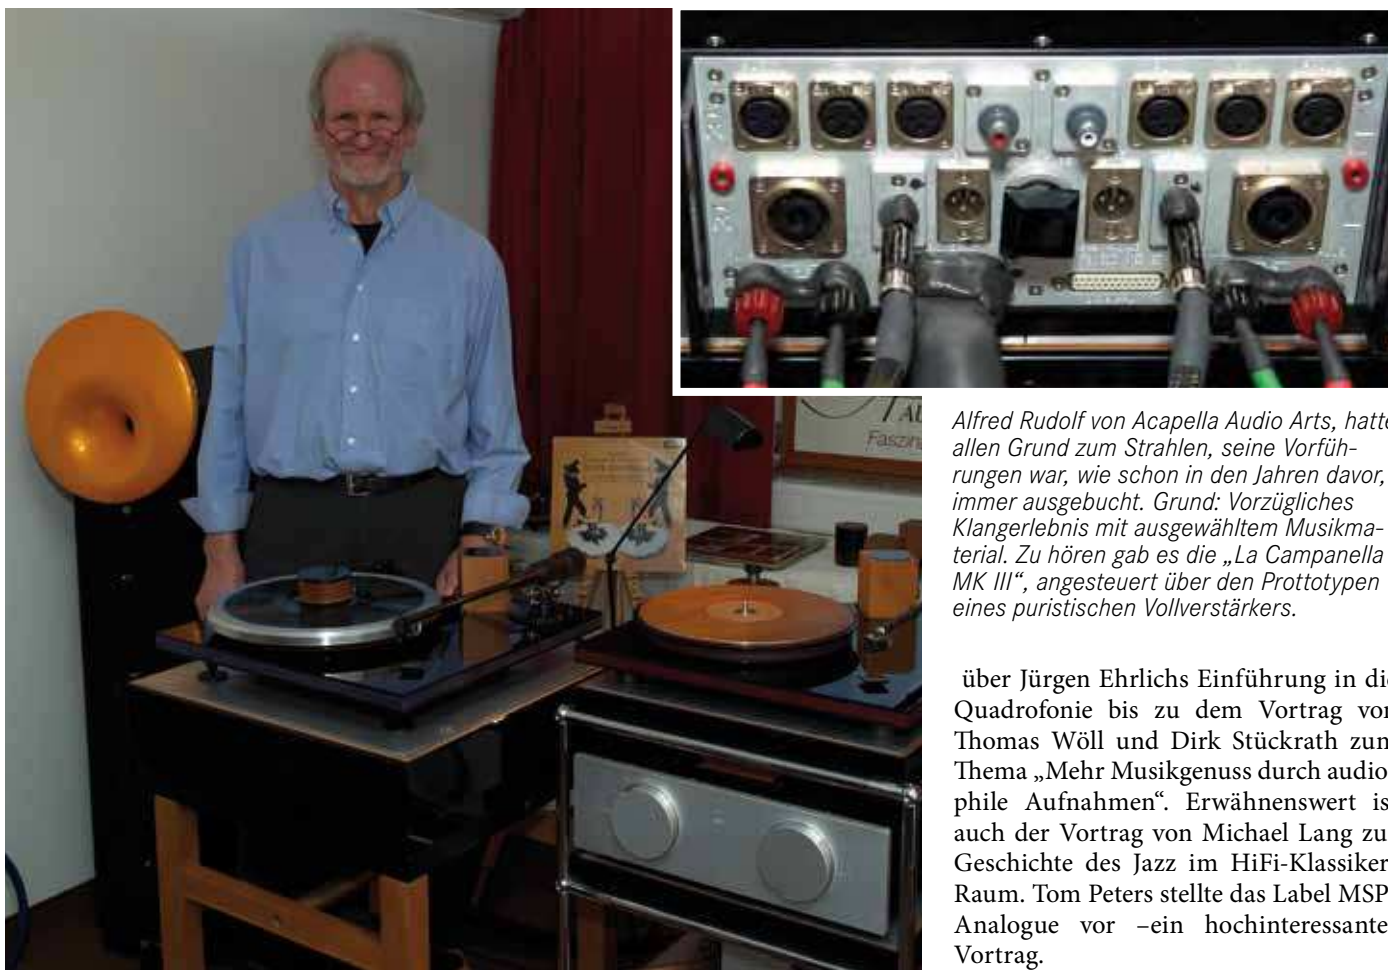 Alfred Rudolf von Acapella Audio Arts, hatte
allen Grund zum Strahlen, seine Vorfüh-
rungen war, wie schon in den Jahren davor,
immer ausgebucht. Grund: Vorzügliches
Klangerlebnis mit ausgewähltem Musikma-
terial. Zu hören gab es die „La Campanella
MK III“, angesteuert über den Prottotypen
eines puristischen Vollverstärkers.
über Jürgen Ehrlichs Einführung in die
Quadrofonie bis zu dem Vortrag von
Thomas Wöll und Dirk Stückrath zum
Thema „Mehr Musikgenuss durch audio-
phile Aufnahmen“. Erwähnenswert ist
auch der Vortrag von Michael Lang zur
Geschichte des Jazz im HiFi-Klassiker-
Raum. Tom Peters stellte das Label MSP-
Analogue vor –ein hochinteressanter
Vortrag.